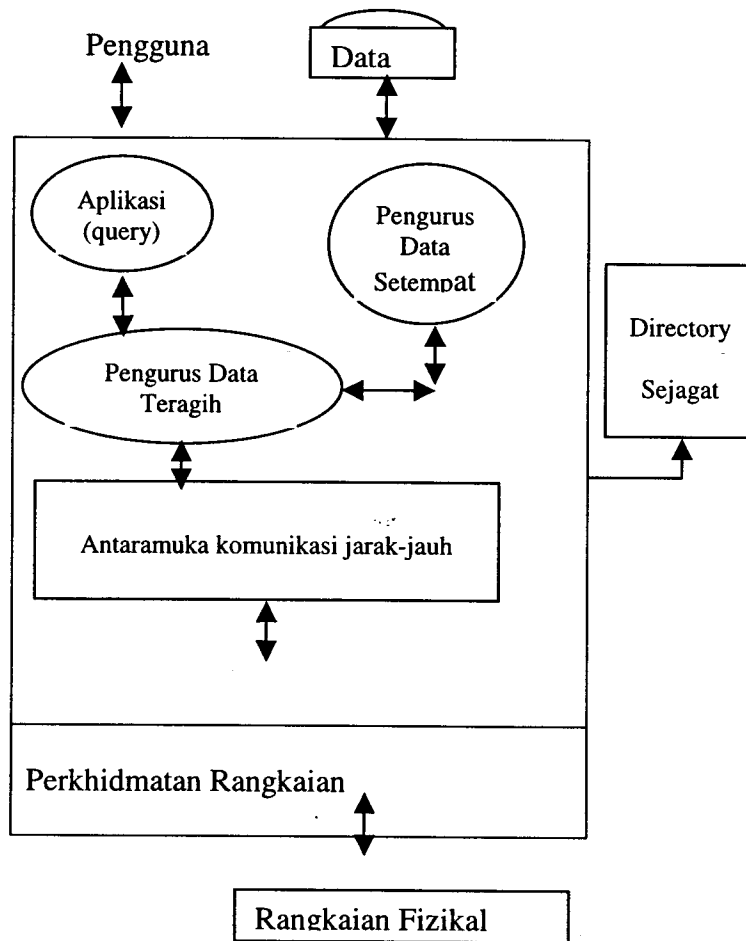 Pengguna
Data
Aplikasi
(query)
Pengurus
Data
Setempat
Directory
Sejagat
Pengurus Data
Teragih
Antaramuka komunikasi jarak-jauh
Perkhidmatan Rangkaian
Rangkaian Fizikal